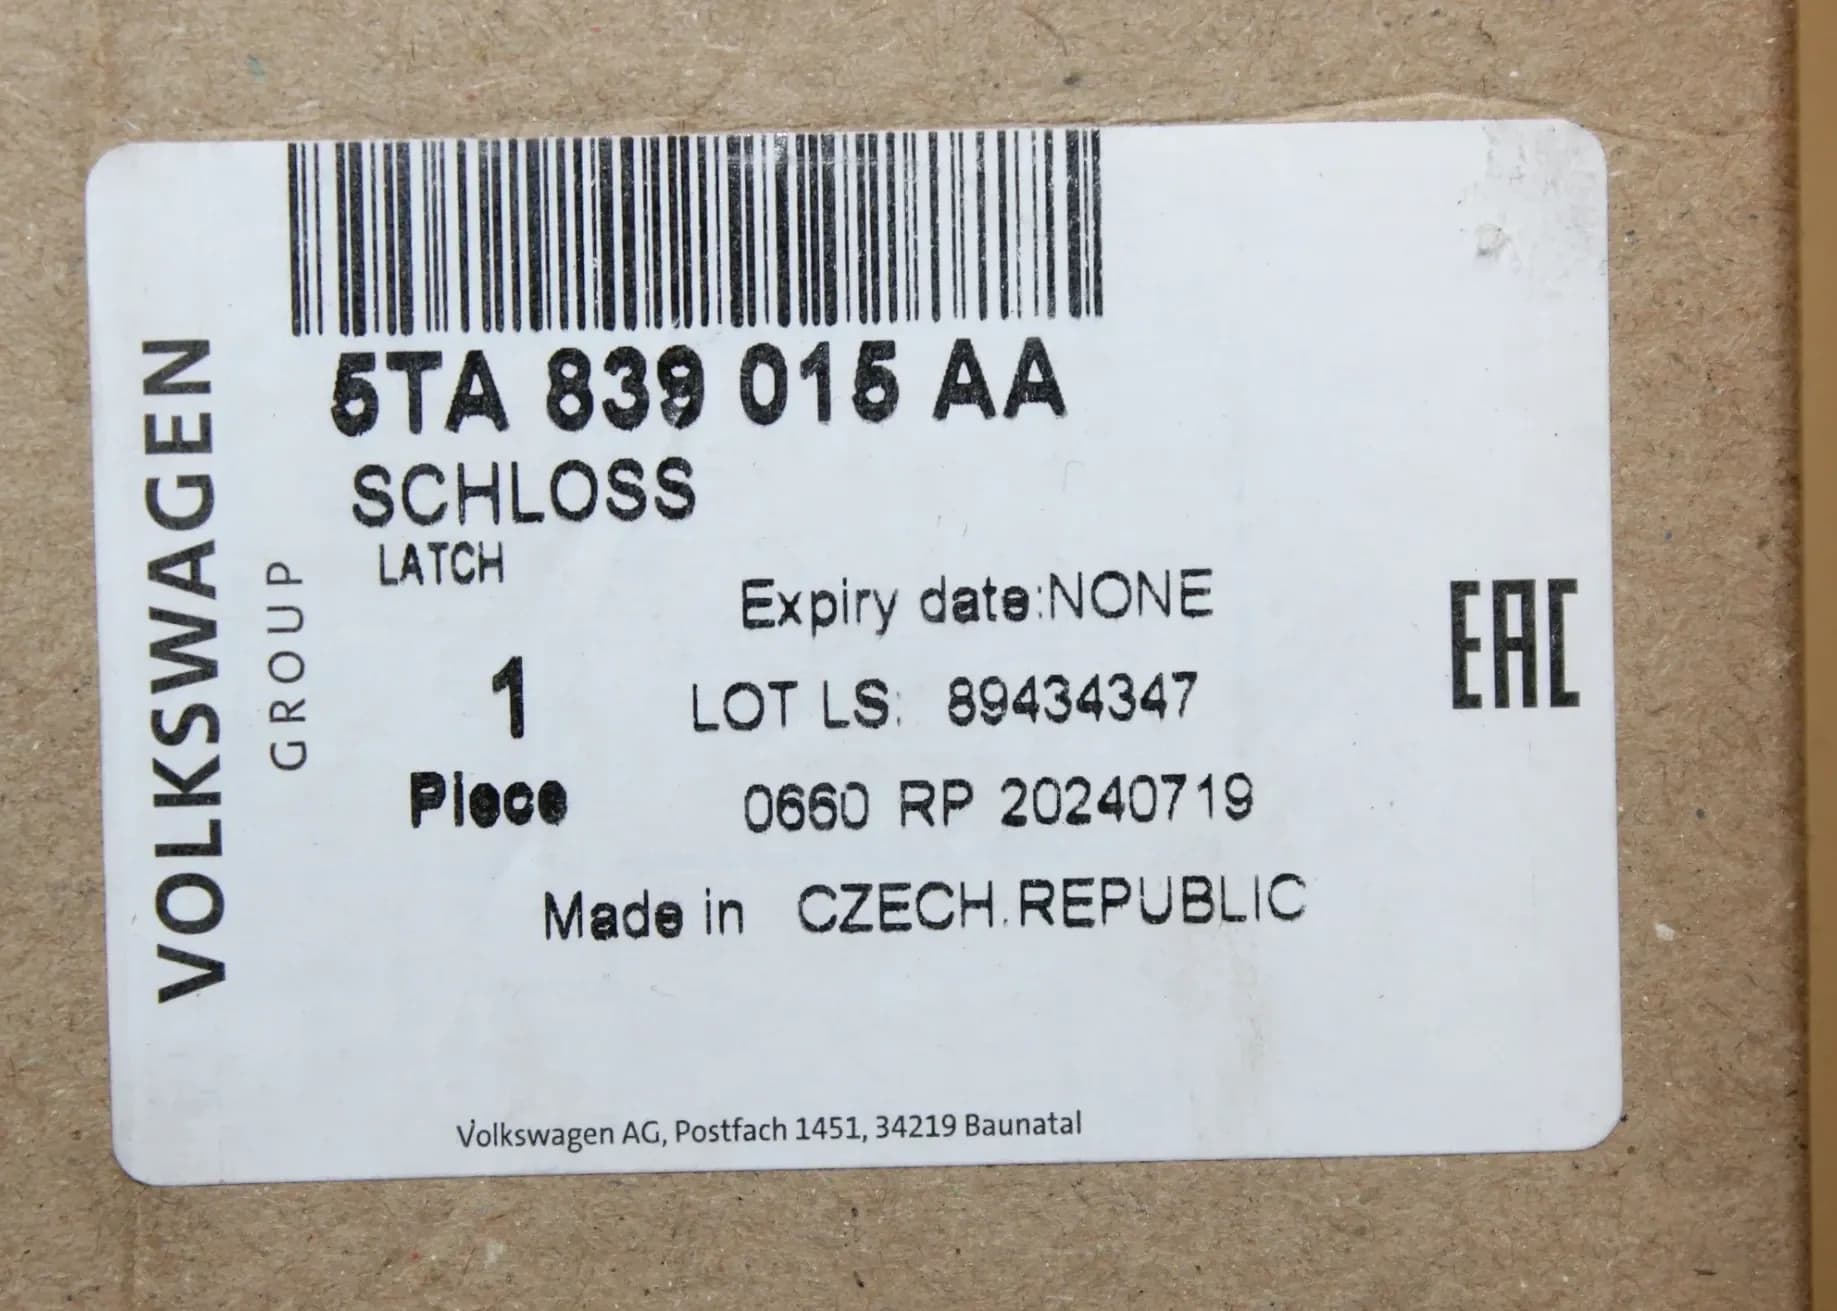 VOLKSWAGEN
GROUP
5TA 839 015 AA
SCHLOSS
LATCH
Expiry date:NONE
1
LOT LS: 89434347
Piece
0660 RP 20240719
Made in CZECH.REPUBLIC
EAC
Volkswagen AG, Postfach 1451, 34219 Baunatal